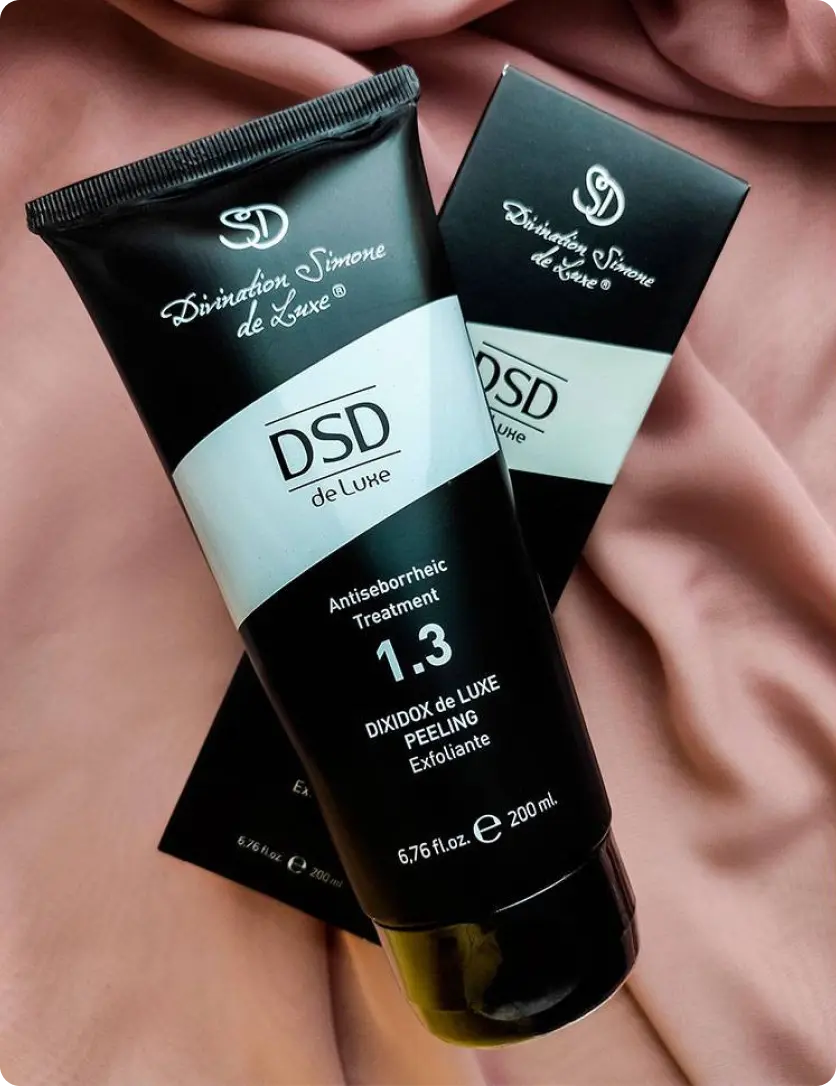 SD
Divination Simone
de Luxe®
DSD
de Luxe
Antiseborrheic
Treatment
1.3
DIXIDOX de LUXE
PEELING
Exfoliante
6,76 fl.oz. e 200 ml.
SD
Divination Simone
de Luxe®
DSD
Luxe
Ex
6,76 fl.oz. e 200 ml